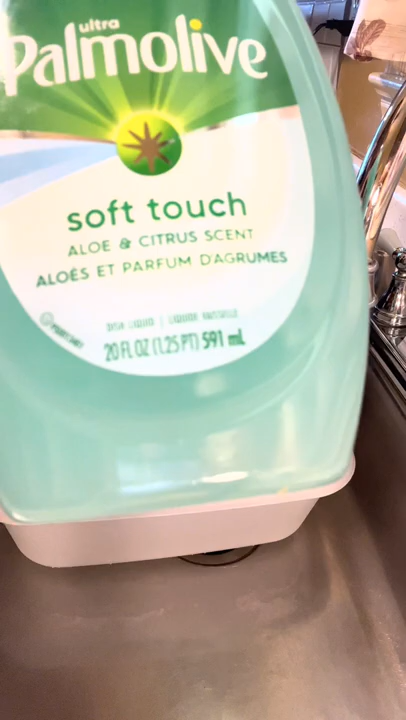 ultra
Palmolive
soft touch
ALOE & CITRUS SCENT
ALOÈS ET PARFUM D'AGRUMES
DISH LIQUID | LIQUIDE VAISSELLE
20 FL OZ (1.25 PT) 591 mL